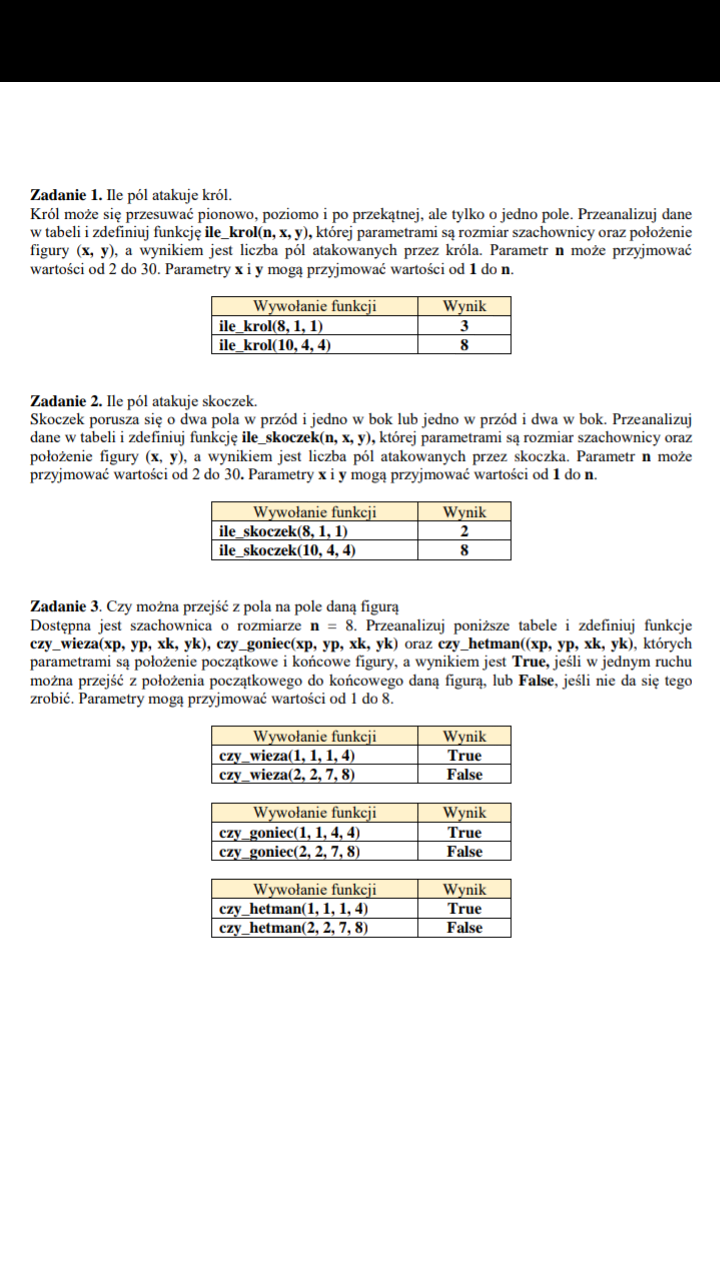 Zadanie 1. Ile pól atakuje król.
Król może się przesuwać pionowo, poziomo i po przekątnej, ale tylko o jedno pole. Przeanalizuj dane
w tabeli i zdefiniuj funkcję ile_krol(n, x, y), której parametrami są rozmiar szachownicy oraz położenie
figury (x, y), a wynikiem jest liczba pól atakowanych przez króla. Parametr n może przyjmować
wartości od 2 do 30. Parametry x i y mogą przyjmować wartości od 1 do n.
Wywołanie funkcji Wynik
ile_krol(8, 1, 1) 3
ile_krol(10, 4, 4) 8
Zadanie 2. Ile pól atakuje skoczek.
Skoczek porusza się o dwa pola w przód i jedno w bok lub jedno w przód i dwa w bok. Przeanalizuj
dane w tabeli i zdefiniuj funkcję ile_skoczek(n, x, y), której parametrami są rozmiar szachownicy oraz
położenie figury (x, y), a wynikiem jest liczba pól atakowanych przez skoczka. Parametr n może
przyjmować wartości od 2 do 30. Parametry x i y mogą przyjmować wartości od 1 do n.
Wywołanie funkcji Wynik
ile_skoczek(8, 1, 1) 2
ile_skoczek(10, 4, 4) 8
Zadanie 3. Czy można przejść z pola na pole daną figurą
Dostępna jest szachownica o rozmiarze n = 8. Przeanalizuj poniższe tabele i zdefiniuj funkcje
czy_wieza(xp, yp, xk, yk), czy_goniec(xp, yp, xk, yk) oraz czy_hetman((xp, yp, xk, yk), których
parametrami są położenie początkowe i końcowe figury, a wynikiem jest True, jeśli w jednym ruchu
można przejść z położenia początkowego do końcowego daną figurą, lub False, jeśli nie da się tego
zrobić. Parametry mogą przyjmować wartości od 1 do 8.
Wywołanie funkcji Wynik
czy_wieza(1, 1, 1, 4) True
czy_wieza(2, 2, 7, 8) False
Wywołanie funkcji Wynik
czy_goniec(1, 1, 4, 4) True
czy_goniec(2, 2, 7, 8) False
Wywołanie funkcji Wynik
czy_hetman(1, 1, 1, 4) True
czy_hetman(2, 2, 7, 8) False